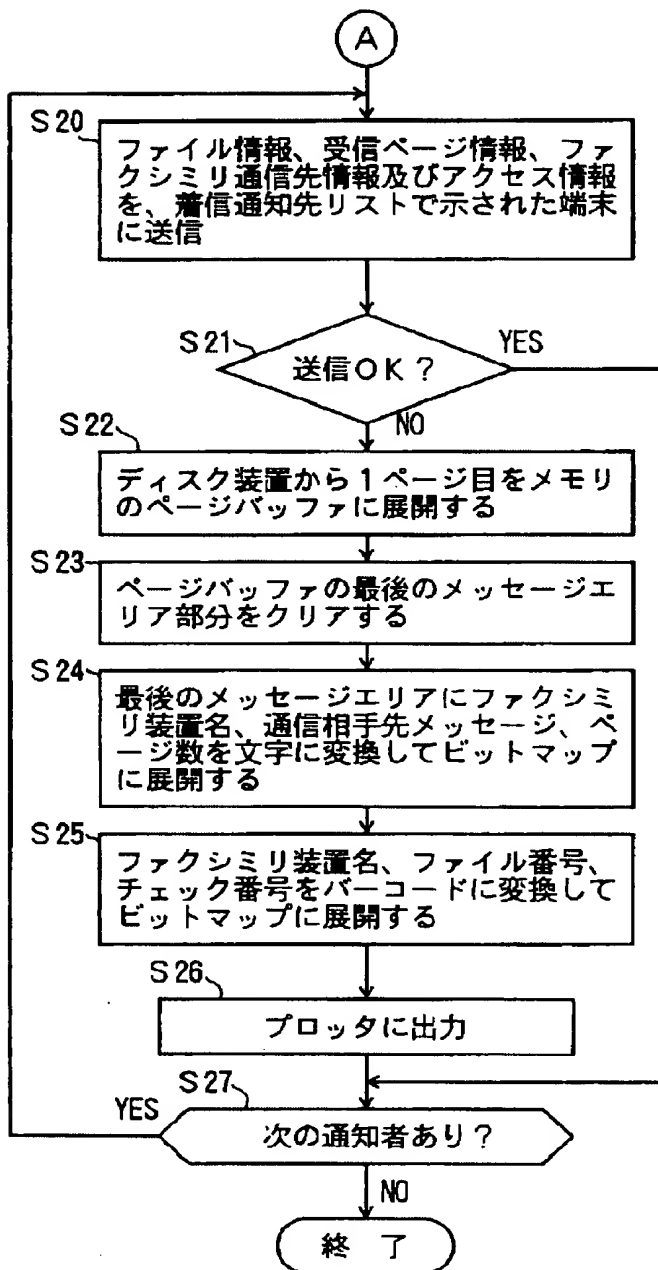 A
S20
ファイル情報、受信ページ情報、ファ
クシミリ通信先情報及びアクセス情報
を、着信通知先リストで示された端末
に送信
S21
送信OK?
YES
NO
S22
ディスク装置から1ページ目をメモリ
のページバッファに展開する
S23
ページバッファの最後のメッセージエ
リア部分をクリアする
S24
最後のメッセージエリアにファクシミ
リ装置名、通信相手先メッセージ、ペ
ージ数を文字に変換してビットマップ
に展開する
S25
ファクシミリ装置名、ファイル番号、
チェック番号をバーコードに変換して
ビットマップに展開する
S26
プロッタに出力
S27
YES
次の通知者あり?
NO
終 了